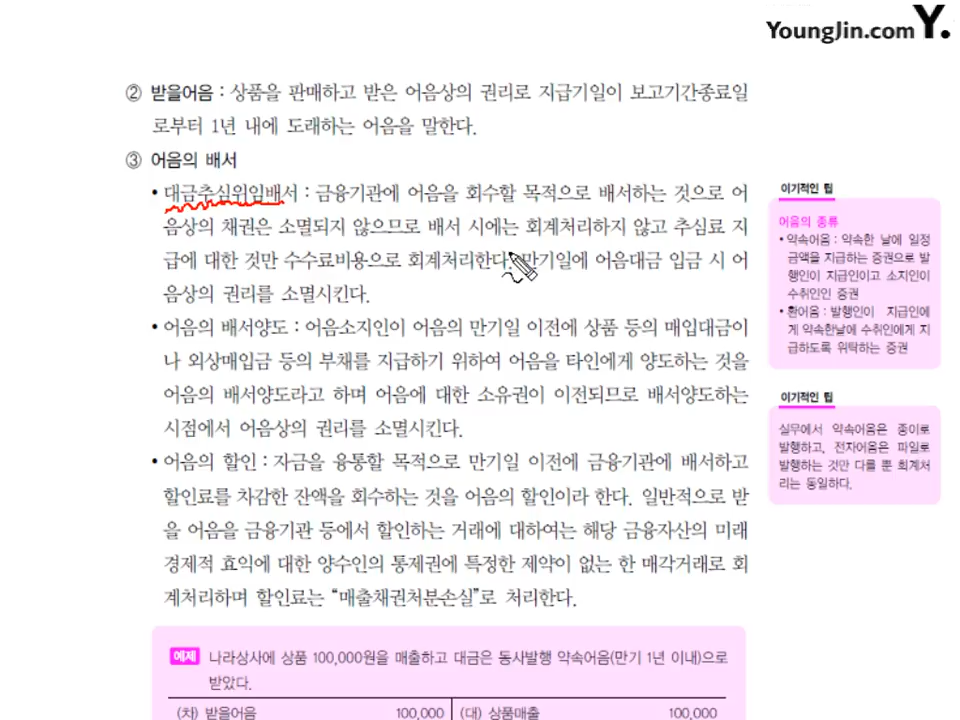 YoungJin.com Y.
② 받을어음 : 상품을 판매하고 받은 어음상의 권리로 지급기일이 보고기간종료일
로부터 1년 내에 도래하는 어음을 말한다.
③ 어음의 배서
• 대금추심위임배서 : 금융기관에 어음을 회수할 목적으로 배서하는 것으로 어
음상의 채권은 소멸되지 않으므로 배서 시에는 회계처리하지 않고 추심료 지
급에 대한 것만 수수료비용으로 회계처리한다. 만기일에 어음대금 입금 시 어
음상의 권리를 소멸시킨다.
• 어음의 배서양도 : 어음소지인이 어음의 만기일 이전에 상품 등의 매입대금이
나 외상매입금 등의 부채를 지급하기 위하여 어음을 타인에게 양도하는 것을
어음의 배서양도라고 하며 어음에 대한 소유권이 이전되므로 배서양도하는
시점에서 어음상의 권리를 소멸시킨다.
• 어음의 할인 : 자금을 융통할 목적으로 만기일 이전에 금융기관에 배서하고
할인료를 차감한 잔액을 회수하는 것을 어음의 할인이라 한다. 일반적으로 받
을 어음을 금융기관 등에서 할인하는 거래에 대하여는 해당 금융자산의 미래
경제적 효익에 대한 양수인의 통제권에 특정한 제약이 없는 한 매각거래로 회
계처리하며 할인료는 “매출채권처분손실”로 처리한다.
예제 나라상사에 상품 100,000원을 매출하고 대금은 동사발행 약속어음(만기 1년 이내)으로
받았다.
(차) 받을어음 100,000 (대) 상품매출 100,000
이기적인 팁
어음의 종류
• 약속어음 : 약속한 날에 일정
금액을 지급하는 증권으로 발
행인이 지급인이고 소지인이
수취인인 증권
• 환어음 : 발행인이 지급인에
게 약속한날에 수취인에게 지
급하도록 위탁하는 증권
이기적인 팁
실무에서 약속어음은 종이로
발행하고, 전자어음은 파일로
발행하는 것만 다를 뿐 회계처
리는 동일하다.